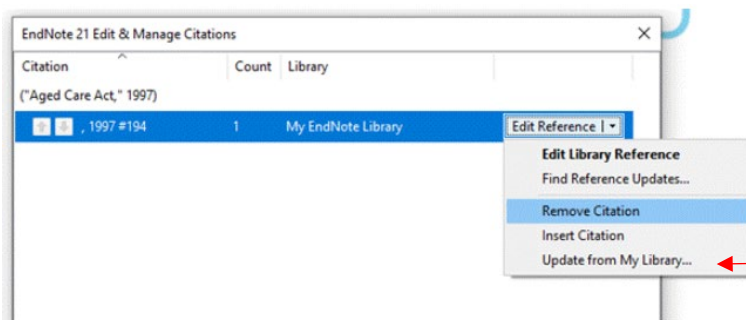 EndNote 21 Edit & Manage Citations
Citation Count Library
("Aged Care Act," 1997)
, 1997 #194 1 My EndNote Library Edit Reference
Edit Library Reference
Find Reference Updates...
Remove Citation
Insert Citation
Update from My Library...